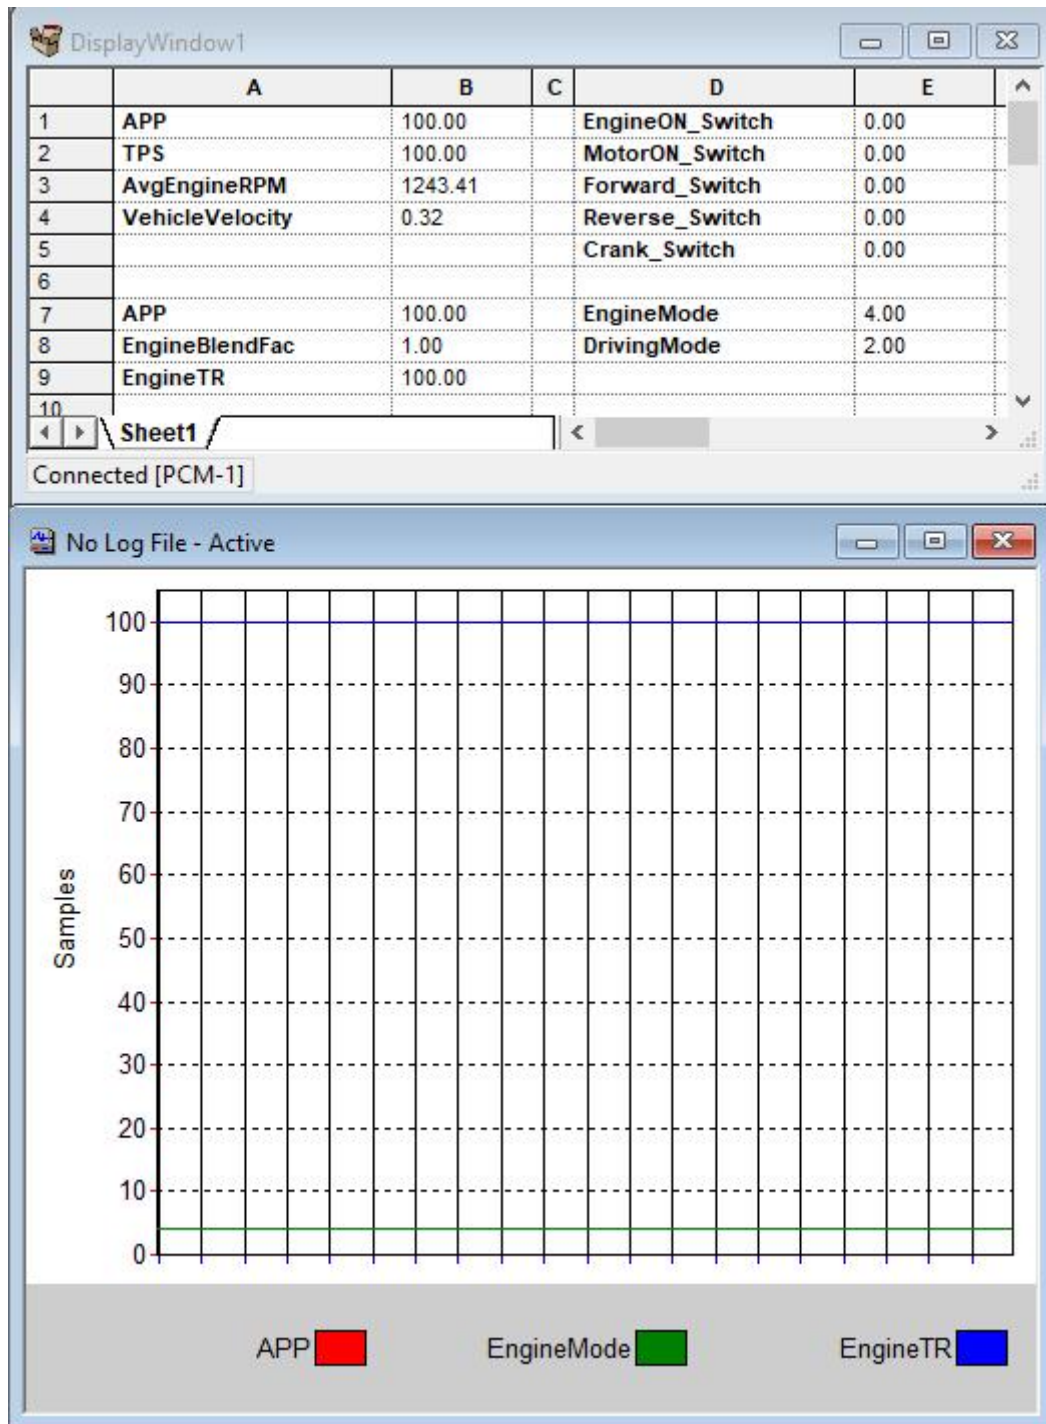 DisplayWindow1
A B C D E
1 APP 100.00 EngineON_Switch 0.00
2 TPS 100.00 MotorON_Switch 0.00
3 AvgEngineRPM 1243.41 Forward_Switch 0.00
4 VehicleVelocity 0.32 Reverse_Switch 0.00
5 Crank_Switch 0.00
6
7 APP 100.00 EngineMode 4.00
8 EngineBlendFac 1.00 DrivingMode 2.00
9 EngineTR 100.00
10
Sheet1
Connected [PCM-1]
No Log File - Active
100
90
80
70
60
Samples
50
40
30
20
10
0
APP EngineMode EngineTR